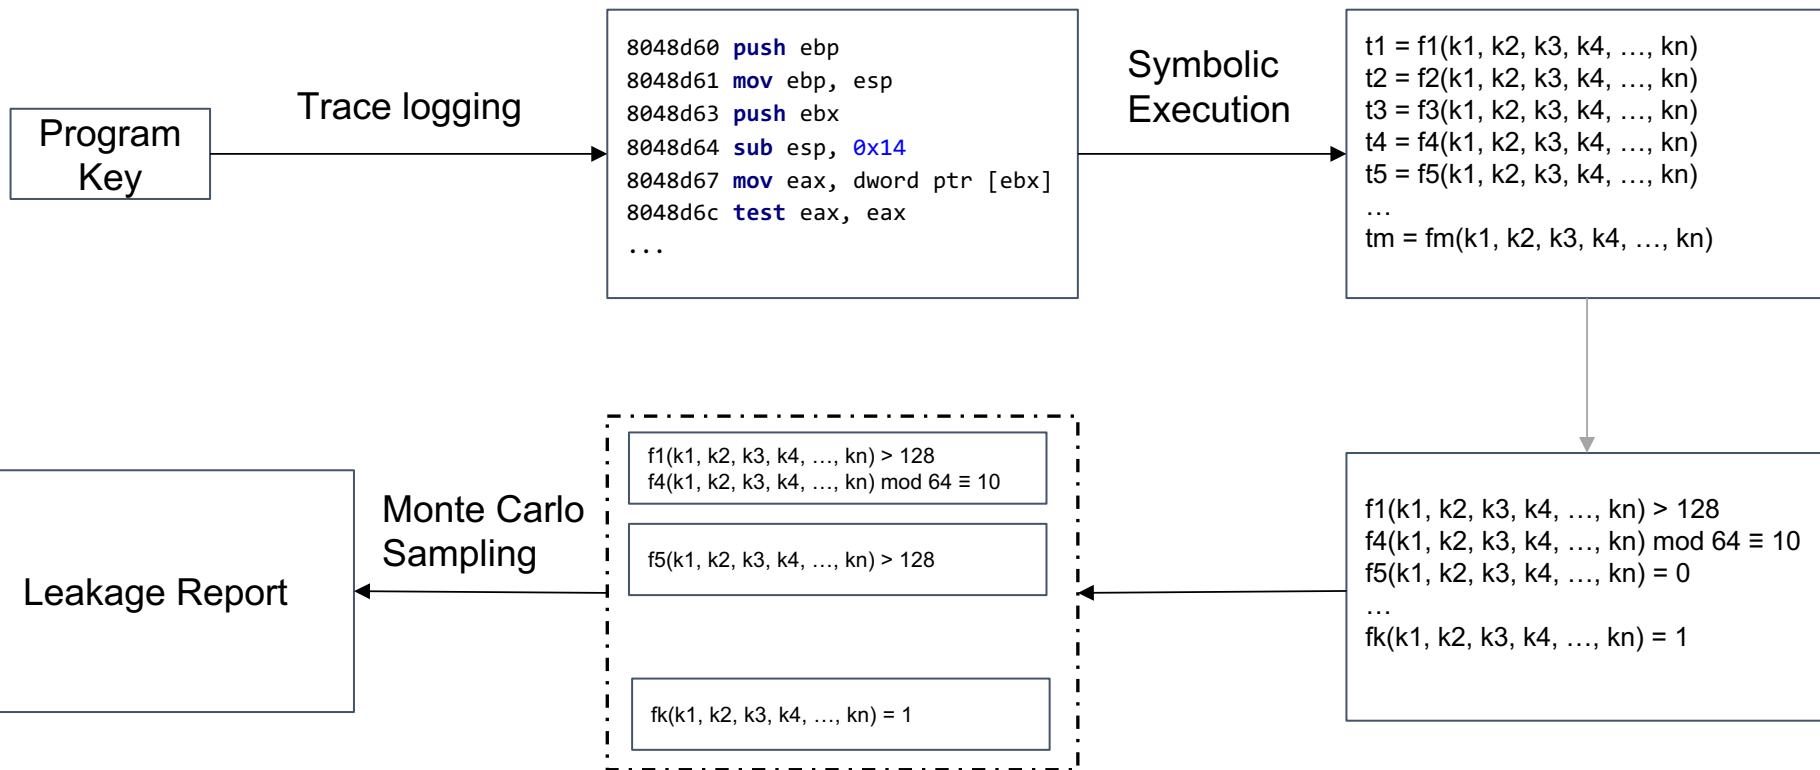 Program
Key
Trace logging
8048d60 push ebp
8048d61 mov ebp, esp
8048d63 push ebx
8048d64 sub esp, 0x14
8048d67 mov eax, dword ptr [ebx]
8048d6c test eax, eax
...
Symbolic
Execution
t1 = f1(k1, k2, k3, k4, …, kn)
t2 = f2(k1, k2, k3, k4, …, kn)
t3 = f3(k1, k2, k3, k4, …, kn)
t4 = f4(k1, k2, k3, k4, …, kn)
t5 = f5(k1, k2, k3, k4, …, kn)
…
tm = fm(k1, k2, k3, k4, …, kn)
f1(k1, k2, k3, k4, …, kn) > 128
f4(k1, k2, k3, k4, …, kn) mod 64 ≡ 10
f5(k1, k2, k3, k4, …, kn) = 0
…
fk(k1, k2, k3, k4, …, kn) = 1
f1(k1, k2, k3, k4, …, kn) > 128
f4(k1, k2, k3, k4, …, kn) mod 64 ≡ 10
f5(k1, k2, k3, k4, …, kn) > 128
fk(k1, k2, k3, k4, …, kn) = 1
Monte Carlo
Sampling
Leakage Report